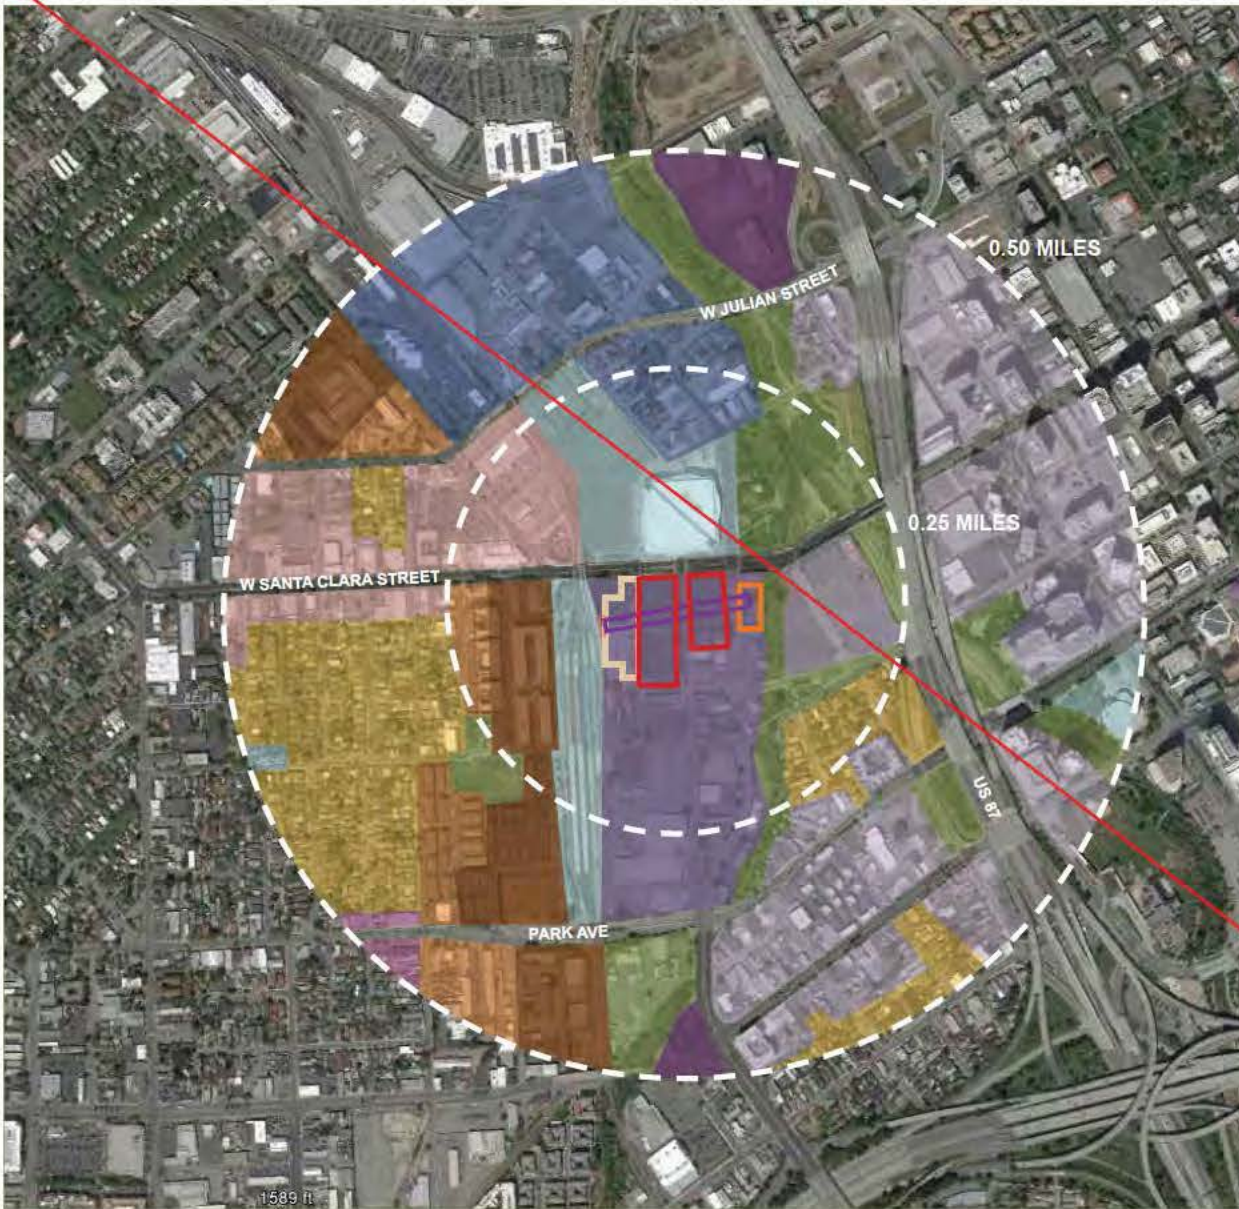 0.50 MILES
W JULIAN STREET
0.25 MILES
W SANTA CLARA STREET
US 87
PARK AVE
1589 ft